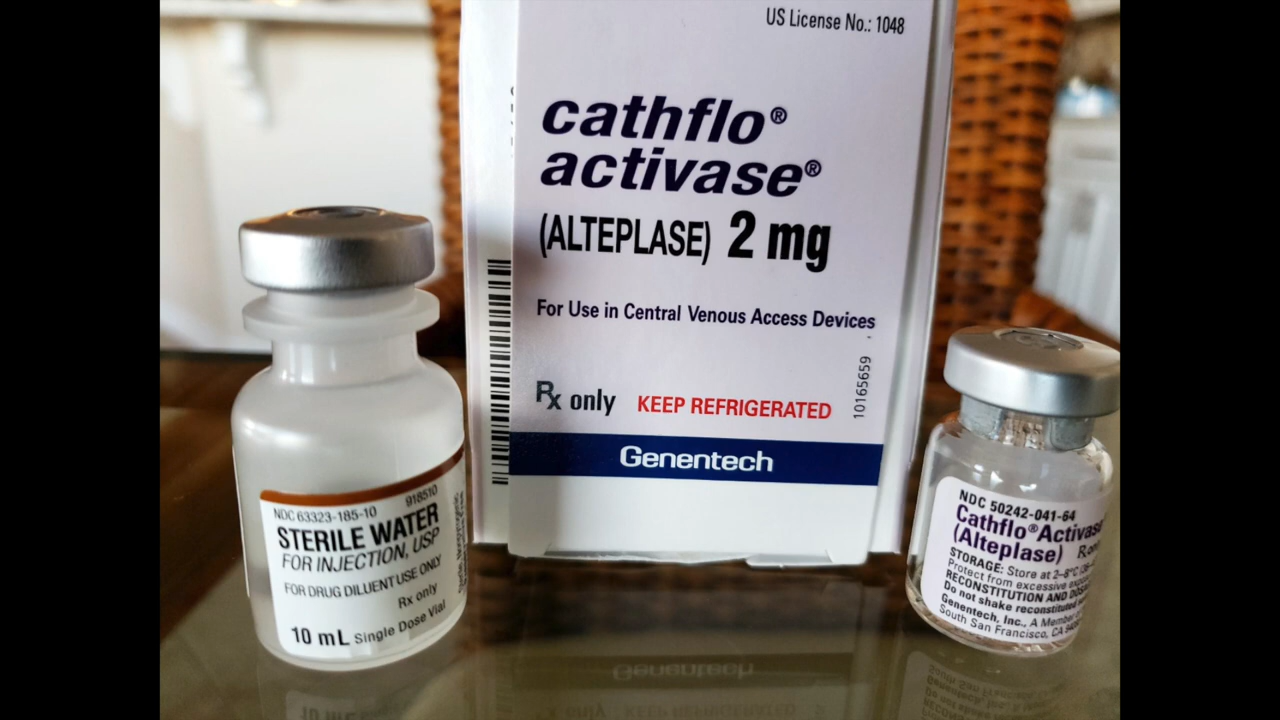 US License No.: 1048
cathflo®
activase®
(ALTEPLASE) 2 mg
For Use in Central Venous Access Devices
Rx only KEEP REFRIGERATED
10165659
Genentech
NDC 63323-185-10
918510
STERILE WATER
FOR INJECTION, USP
FOR DRUG DILUENT USE ONLY
Rx only
10 mL Single Dose Vial
NDC 50242-041-64
Cathflo® Activase
(Alteplase)
STORAGE: Store at 2-8°C
Protect from excessive
RECONSTITUTION AND
Do not shake reconstituted
Genentech, Inc., A Member
South San Francisco, CA
Genentech